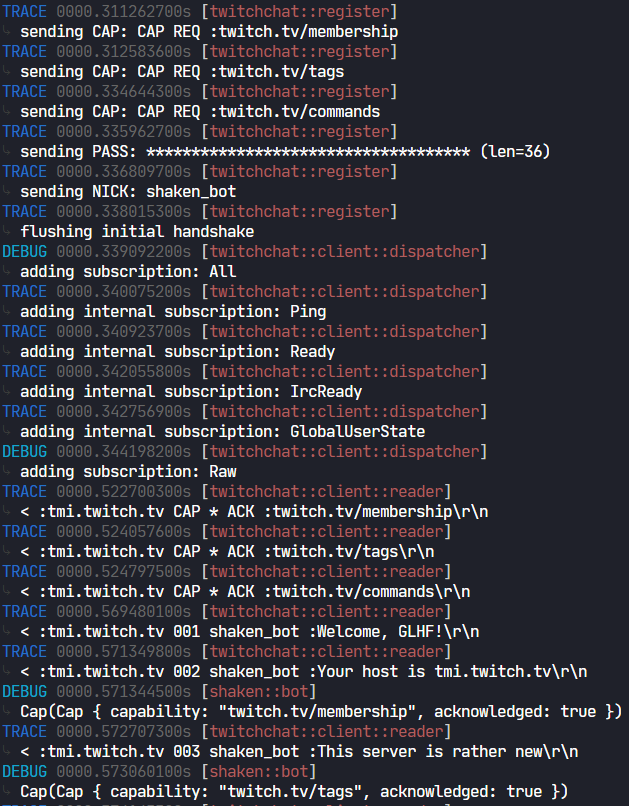 TRACE 0000.311262700s [twitchchat::register]
↳ sending CAP: CAP REQ :twitch.tv/membership
TRACE 0000.312583600s [twitchchat::register]
↳ sending CAP: CAP REQ :twitch.tv/tags
TRACE 0000.334644300s [twitchchat::register]
↳ sending CAP: CAP REQ :twitch.tv/commands
TRACE 0000.335962700s [twitchchat::register]
↳ sending PASS: ************************************ (len=36)
TRACE 0000.336809700s [twitchchat::register]
↳ sending NICK: shaken_bot
TRACE 0000.338015300s [twitchchat::register]
↳ flushing initial handshake
DEBUG 0000.339092200s [twitchchat::client::dispatcher]
↳ adding subscription: All
TRACE 0000.340075200s [twitchchat::client::dispatcher]
↳ adding internal subscription: Ping
TRACE 0000.340923700s [twitchchat::client::dispatcher]
↳ adding internal subscription: Ready
TRACE 0000.342055800s [twitchchat::client::dispatcher]
↳ adding internal subscription: IrcReady
TRACE 0000.342756900s [twitchchat::client::dispatcher]
↳ adding internal subscription: GlobalUserState
DEBUG 0000.344198200s [twitchchat::client::dispatcher]
↳ adding subscription: Raw
TRACE 0000.522700300s [twitchchat::client::reader]
↳ < :tmi.twitch.tv CAP * ACK :twitch.tv/membership\r\n
TRACE 0000.524057600s [twitchchat::client::reader]
↳ < :tmi.twitch.tv CAP * ACK :twitch.tv/tags\r\n
TRACE 0000.524797500s [twitchchat::client::reader]
↳ < :tmi.twitch.tv CAP * ACK :twitch.tv/commands\r\n
TRACE 0000.569480100s [twitchchat::client::reader]
↳ < :tmi.twitch.tv 001 shaken_bot :Welcome, GLHF!\r\n
TRACE 0000.571349800s [twitchchat::client::reader]
↳ < :tmi.twitch.tv 002 shaken_bot :Your host is tmi.twitch.tv\r\n
DEBUG 0000.571344500s [shaken::bot]
↳ Cap(Cap { capability: "twitch.tv/membership", acknowledged: true })
TRACE 0000.572707300s [twitchchat::client::reader]
↳ < :tmi.twitch.tv 003 shaken_bot :This server is rather new\r\n
DEBUG 0000.573060100s [shaken::bot]
↳ Cap(Cap { capability: "twitch.tv/tags", acknowledged: true })